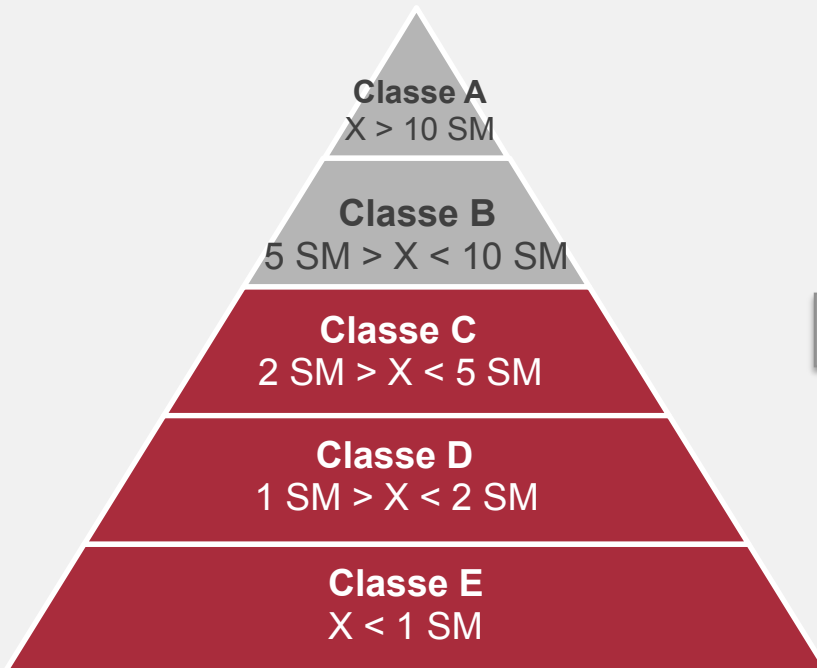 Classe A
X > 10 SM
Classe B
5 SM > X < 10 SM
Classe C
2 SM > X < 5 SM
Classe D
1 SM > X < 2 SM
Classe E
X < 1 SM